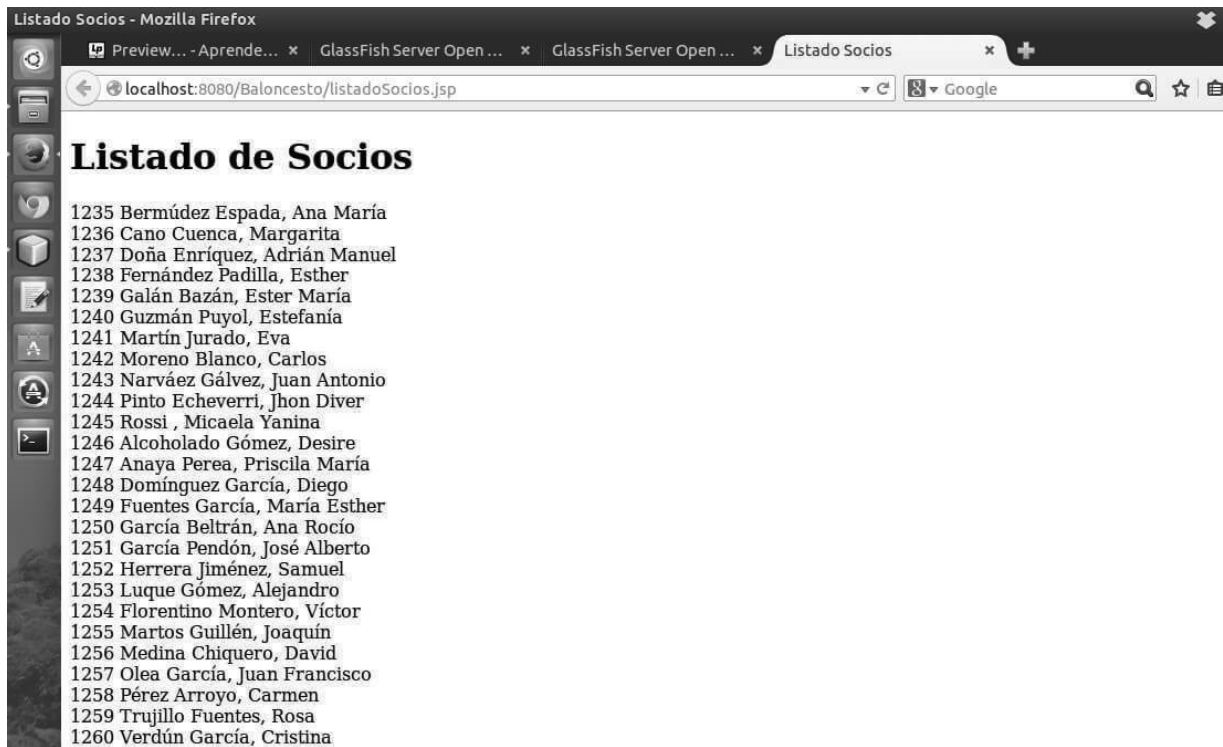 Listado Socios - Mozilla Firefox
Preview... - Aprende... GlassFish Server Open ... GlassFish Server Open ... Listado Socios
localhost:8080/Baloncesto/listadoSocios.jsp Google
Listado de Socios
1235 Bermúdez Espada, Ana María
1236 Cano Cuenca, Margarita
1237 Doña Enríquez, Adrián Manuel
1238 Fernández Padilla, Esther
1239 Galán Bazán, Ester María
1240 Guzmán Puyol, Estefanía
1241 Martín Jurado, Eva
1242 Moreno Blanco, Carlos
1243 Narváez Gálvez, Juan Antonio
1244 Pinto Echeverri, Jhon Diver
1245 Rossi , Micaela Yanina
1246 Alcoholado Gómez, Desire
1247 Anaya Perea, Priscila María
1248 Domínguez García, Diego
1249 Fuentes García, María Esther
1250 García Beltrán, Ana Rocío
1251 García Pendón, José Alberto
1252 Herrera Jiménez, Samuel
1253 Luque Gómez, Alejandro
1254 Florentino Montero, Víctor
1255 Martos Guillén, Joaquín
1256 Medina Chiquero, David
1257 Olea García, Juan Francisco
1258 Pérez Arroyo, Carmen
1259 Trujillo Fuentes, Rosa
1260 Verdún García, Cristina